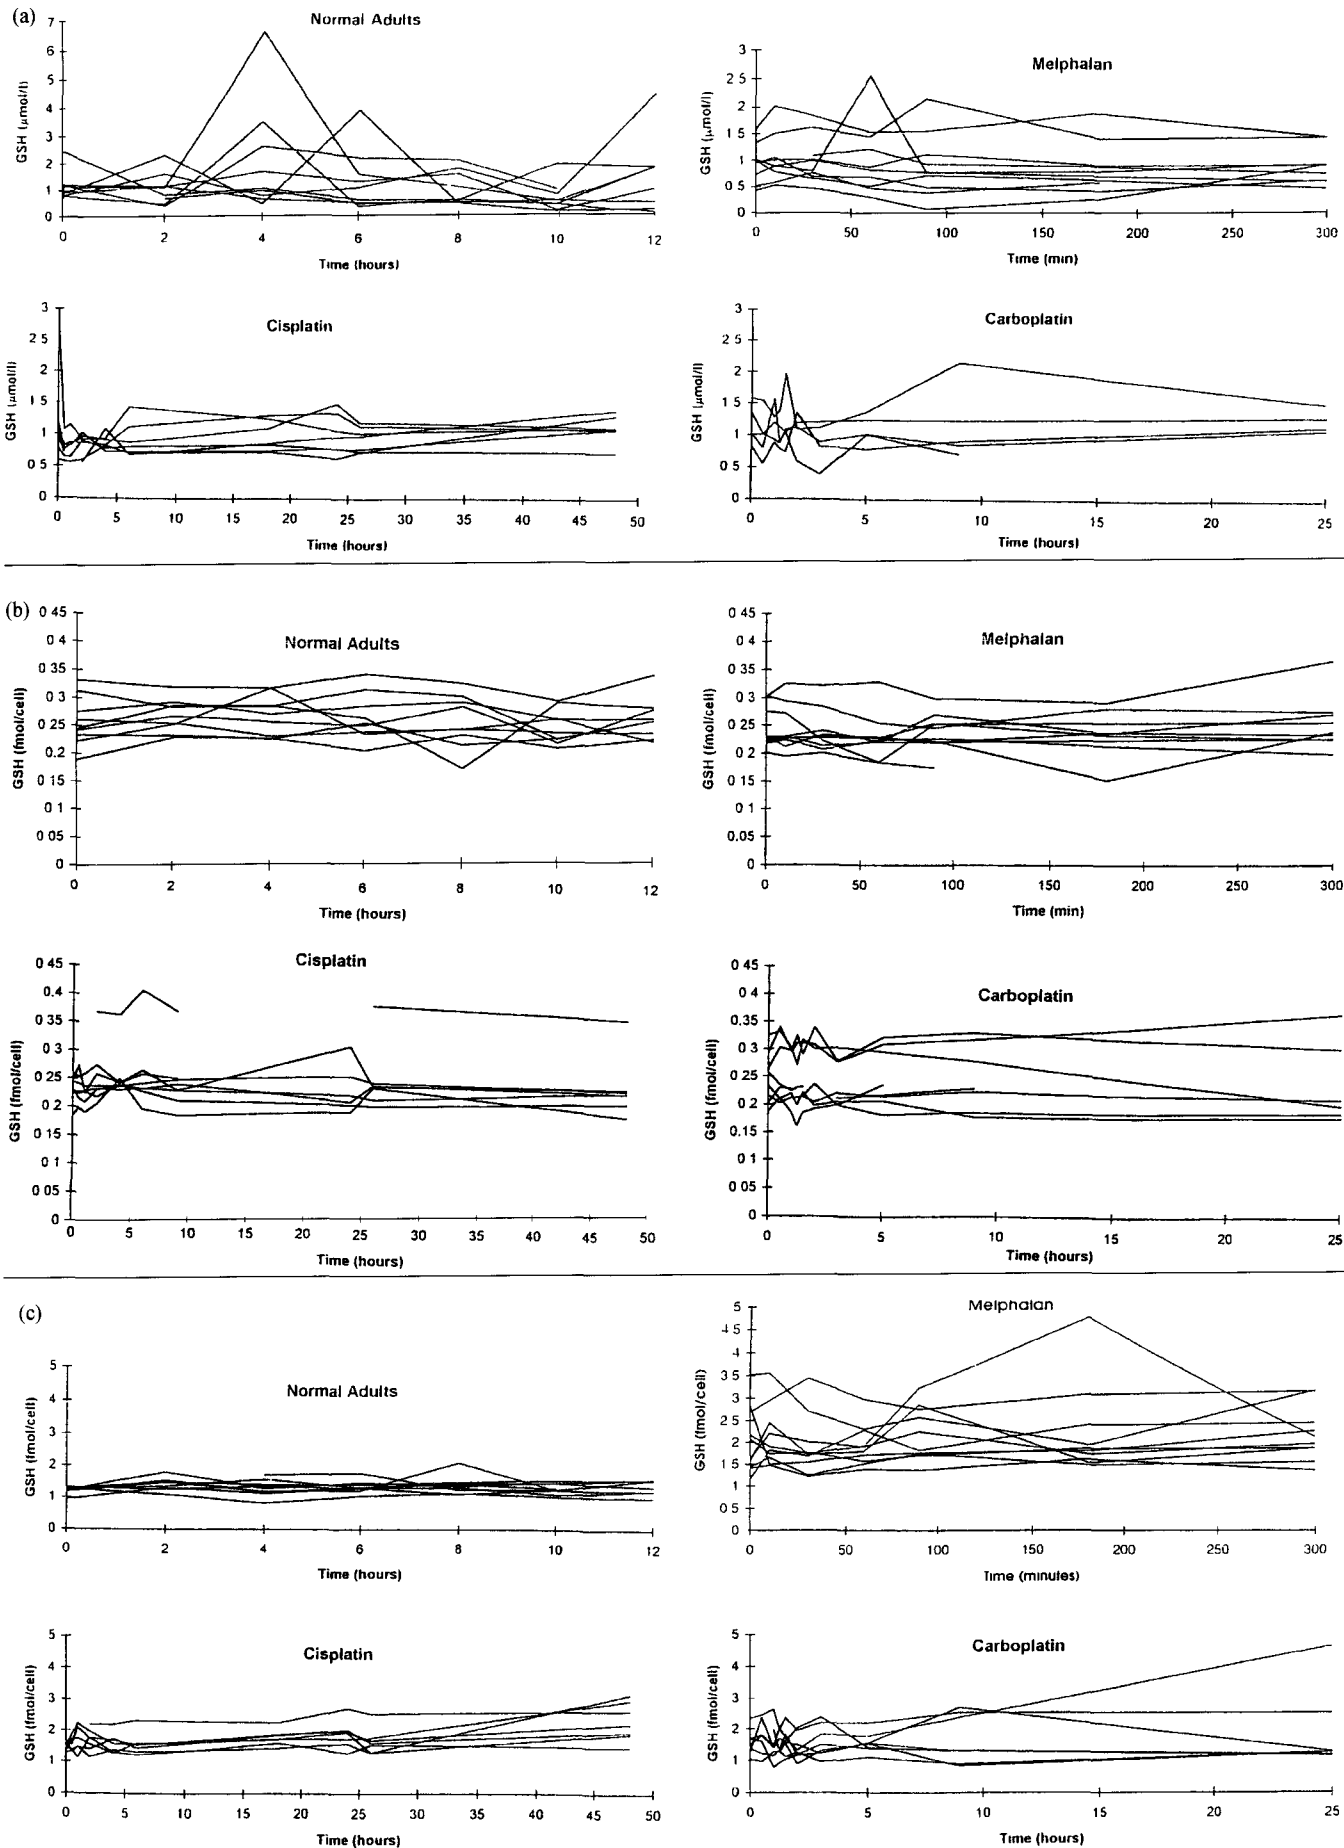 (a)
Normal Adults
GSH (μmol/l)
7
6
5
4
3
2
1
0
0 2 4 6 8 10 12
Time (hours)
Melphalan
GSH (μmol/l)
3
2 5
2
1 5
1
0 5
0
0 50 100 150 200 250 300
Time (min)
Cisplatin
GSH (μmol/l)
3
2 5
2
1 5
1
0 5
0
0 5 10 15 20 25 30 35 40 45 50
Time (hours)
Carboplatin
GSH (μmol/l)
3
2 5
2
1 5
1
0 5
0
0 5 10 15 20 25
Time (hours)
(b)
Normal Adults
GSH (fmol/cell)
0 45
0 4
0 35
0 3
0 25
0 2
0 15
0 1
0 05
0
0 2 4 6 8 10 12
Time (hours)
Melphalan
GSH (fmol/cell)
0 45
0 4
0 35
0 3
0 25
0 2
0 15
0 1
0.05
0
0 50 100 150 200 250 300
Time (min)
Cisplatin
GSH (fmol/cell)
0 45
0 4
0 35
0 3
0 25
0 2
0 15
0 1
0 05
0
0 5 10 15 20 25 30 35 40 45 50
Time (hours)
Carboplatin
GSH (fmol/cell)
0 45
0 4
0 35
0 3
0 25
0 2
0 15
0 1
0 05
0
0 5 10 15 20 25
Time (hours)
(c)
Normal Adults
GSH (fmol/cell)
5
4
3
2
1
0
0 2 4 6 8 10 12
Time (hours)
Melphalan
GSH (fmol/cell)
5
4 5
4
3 5
3
2 5
2
1 5
1
0 5
0
0 50 100 150 200 250 300
Time (minutes)
Cisplatin
GSH (fmol/cell)
5
4
3
2
1
0
0 5 10 15 20 25 30 35 40 45 50
Time (hours)
Carboplatin
GSH (fmol/cell)
5
4
3
2
1
0
0 5 10 15 20 25
Time (hours)